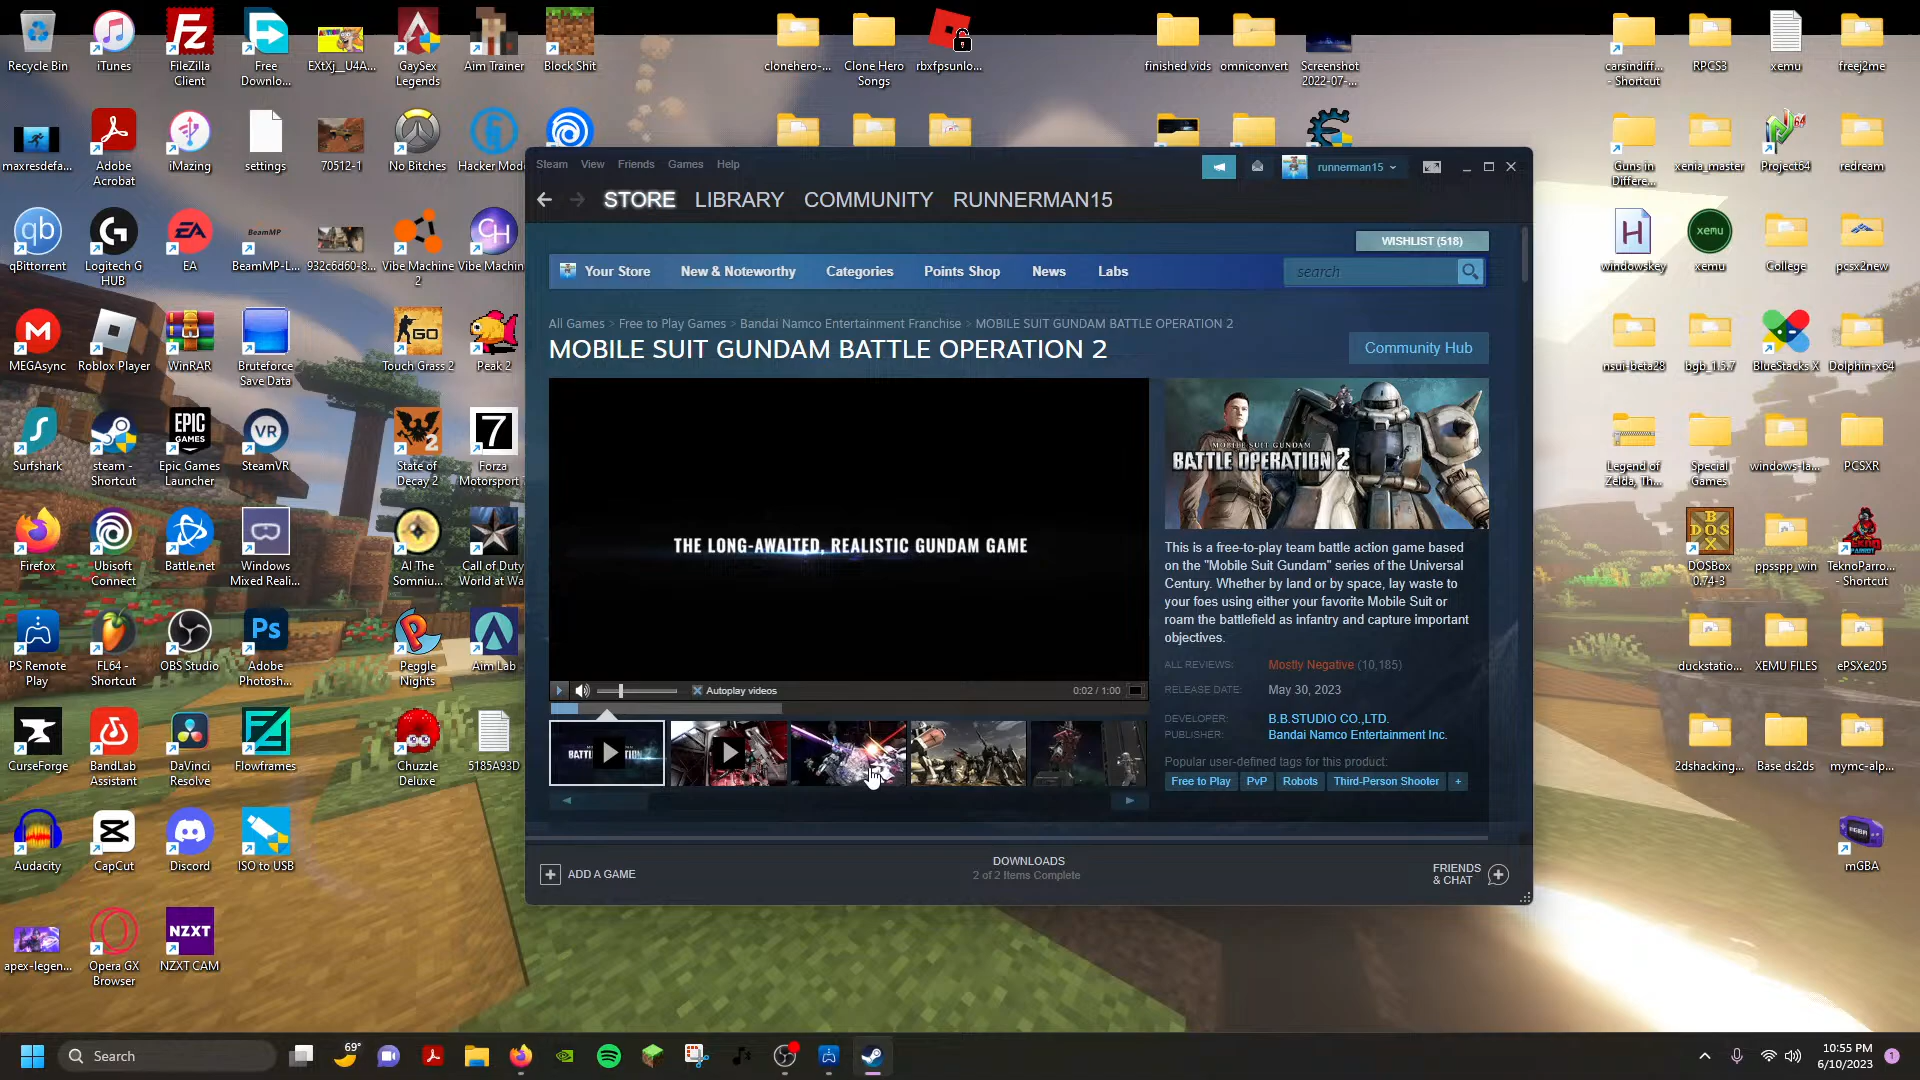 Recycle Bin
iTunes
FileZilla
Client
Free
Downlo...
EXtXj__U4A...
GaySex
Legends
Aim Trainer
Block Shit
clonehero-...
Clone Hero
Songs
rbxfpsunlo...
finished vids
omniconvert
Screenshot
2022-07-...
carsindiff...
- Shortcut
RPCS3
xemu
freej2me
maxresdefa...
Adobe
Acrobat
iMazing
settings
70512-1
No Bitches
Hacker Mod
Guns in
Differe...
xenia_master
Project64
redream
Steam
View
Friends
Games
Help
runnerman15
STORE
LIBRARY
COMMUNITY
RUNNERMAN15
qb
qBittorrent
Logitech G
HUB
EA
BeamMP
BeamMP-L...
932c6d60-8...
Vibe Machine
2
CH
Vibe Machin
windowskey
xemu
xemu
College
pcsx2new
WISHLIST (518)
Your Store
New & Noteworthy
Categories
Points Shop
News
Labs
search
All Games > Free to Play Games > Bandai Namco Entertainment Franchise > MOBILE SUIT GUNDAM BATTLE OPERATION 2
MOBILE SUIT GUNDAM BATTLE OPERATION 2
Community Hub
MEGAsync
Roblox Player
WinRAR
Bruteforce
Save Data
GO
Touch Grass 2
Peak 2
nsui-beta28
bgb_1.5.7
BlueStacks X
Dolphin-x64
THE LONG-AWAITED, REALISTIC GUNDAM GAME
MOBILE SUIT GUNDAM
BATTLE OPERATION 2
Surfshark
steam -
Shortcut
EPIC
GAMES
Epic Games
Launcher
VR
SteamVR
State of
Decay 2
7
Forza
Motorsport
Legend of
Zelda, Th...
Special
Games
windows-la...
PCSXR
This is a free-to-play team battle action game based
on the "Mobile Suit Gundam" series of the Universal
Century. Whether by land or by space, lay waste to
your foes using either your favorite Mobile Suit or
roam the battlefield as infantry and capture important
objectives.
Firefox
Ubisoft
Connect
Battle.net
Windows
Mixed Reali...
AI The
Somniu...
Call of Duty
World at Wa
DOSBox
0.74-3
ppsspp_win
TeknoParro...
- Shortcut
ALL REVIEWS:
Mostly Negative (10,185)
RELEASE DATE:
May 30, 2023
DEVELOPER:
B.B.STUDIO CO.,LTD.
PUBLISHER:
Bandai Namco Entertainment Inc.
Popular user-defined tags for this product:
Free to Play
PvP
Robots
Third-Person Shooter
+
Autoplay videos
0:02 / 1:00
PS Remote
Play
FL64 -
Shortcut
OBS Studio
Ps
Adobe
Photosh...
Peggle
Nights
Aim Lab
duckstatio...
XEMU FILES
ePSXe205
CurseForge
BandLab
Assistant
DaVinci
Resolve
Flowframes
Chuzzle
Deluxe
5185A93D
2dshacking...
Base ds2ds
mymc-alp...
Audacity
CapCut
Discord
ISO to USB
mGBA
ADD A GAME
DOWNLOADS
2 of 2 Items Complete
FRIENDS
& CHAT
apex-legen...
Opera GX
Browser
NZXT
NZXT CAM
Search
69°
10:55 PM
6/10/2023
1